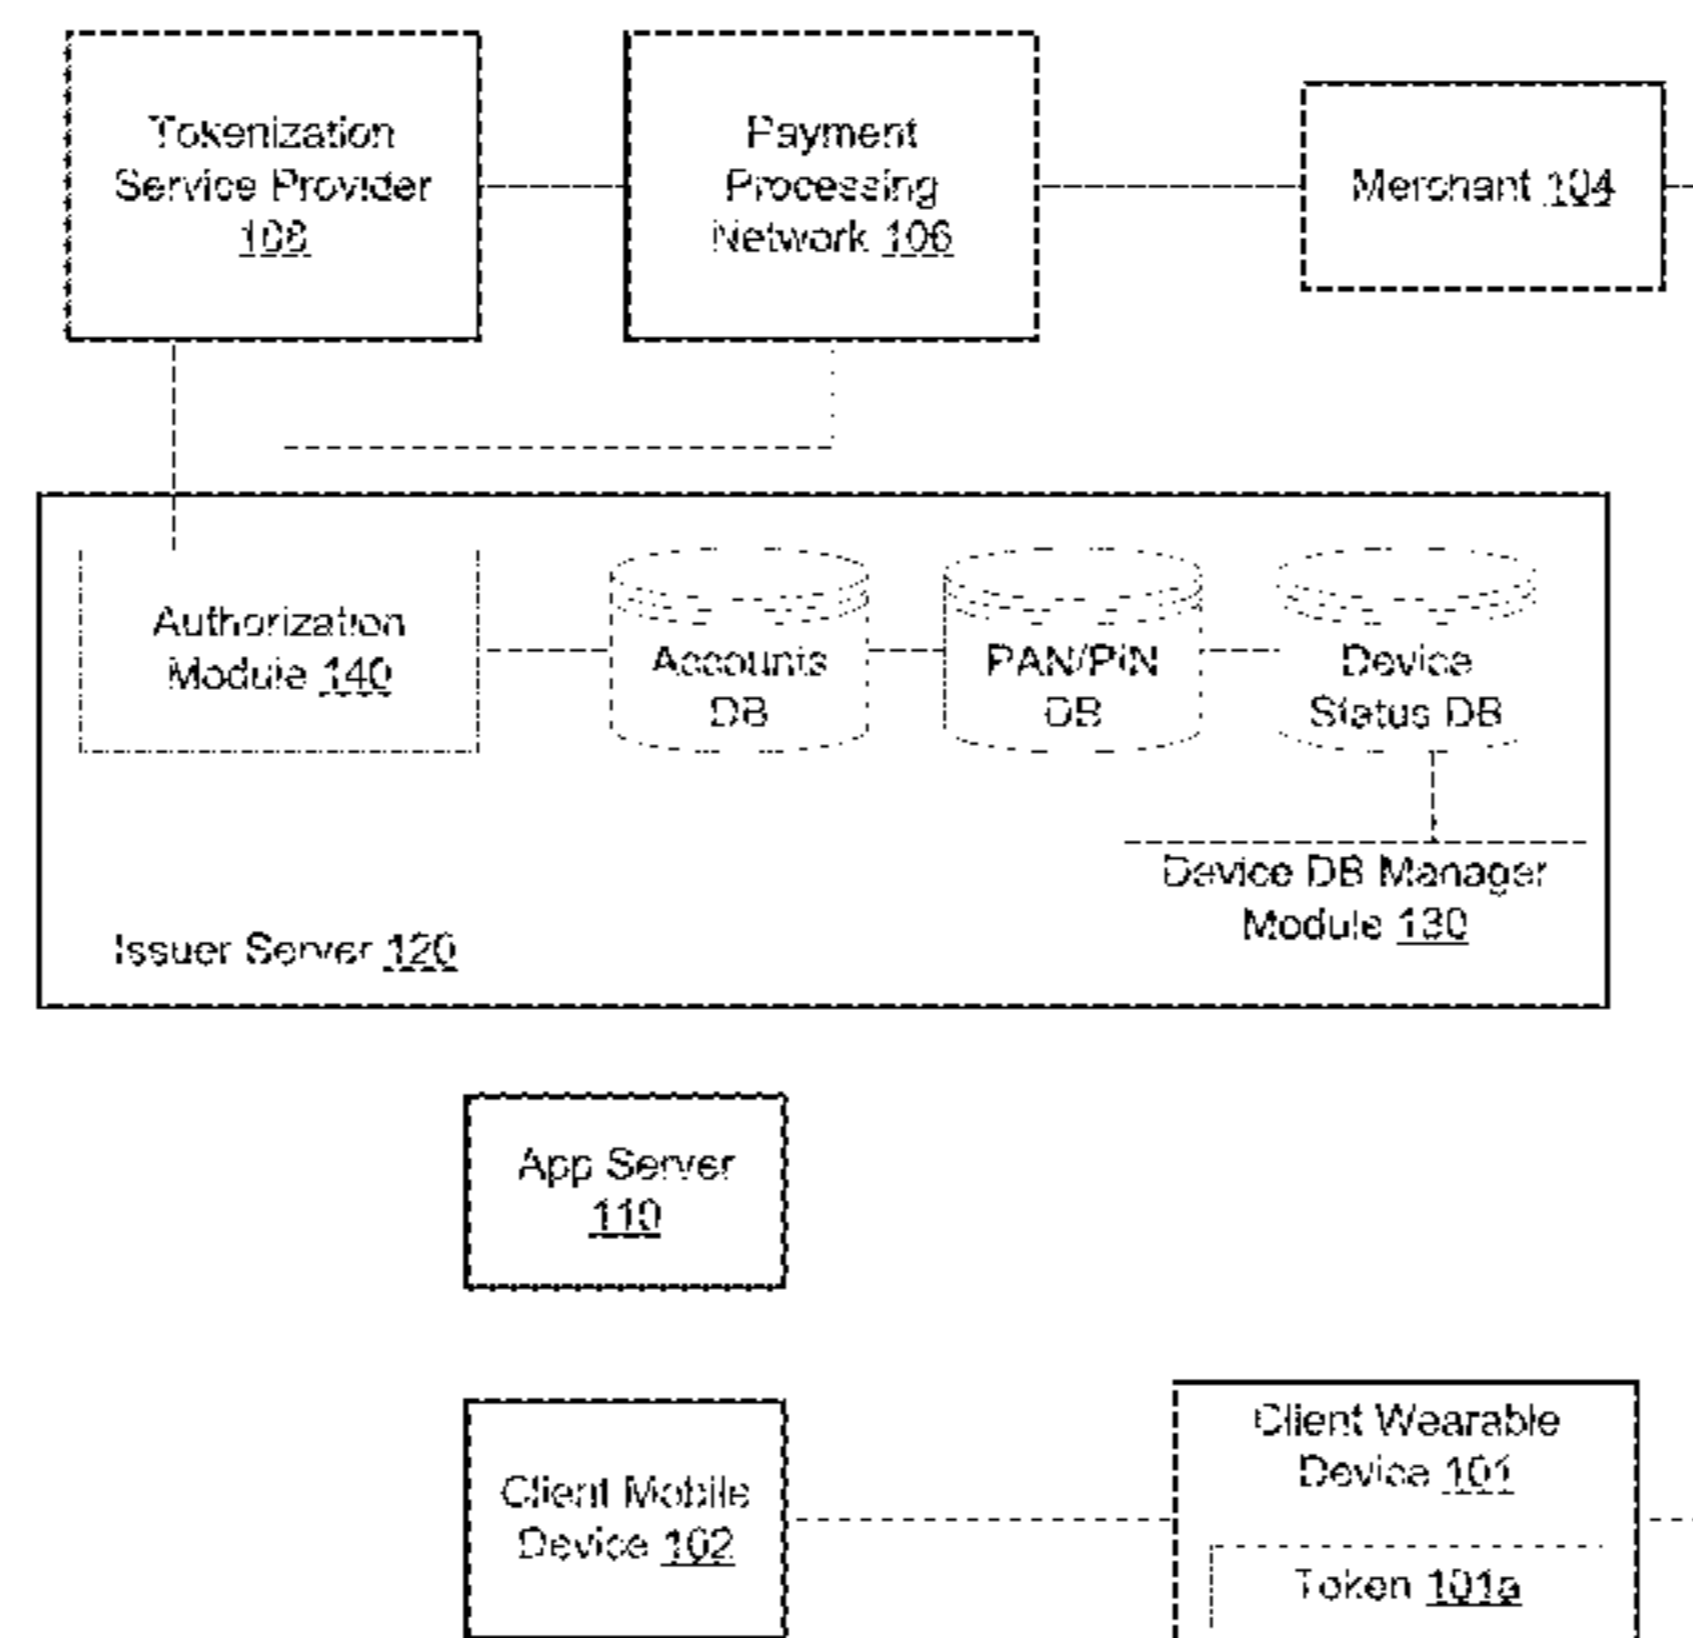 Tokenization
Service Provider
108
Payment
Processing
Network 106
Merchant 104
Authorization
Module 140
Accounts
DB
PAN/PIN
DB
Device
Status DB
Device DB Manager
Module 130
Issuer Server 120
App Server
110
Client Mobile
Device 102
Client Wearable
Device 101
Token 101a